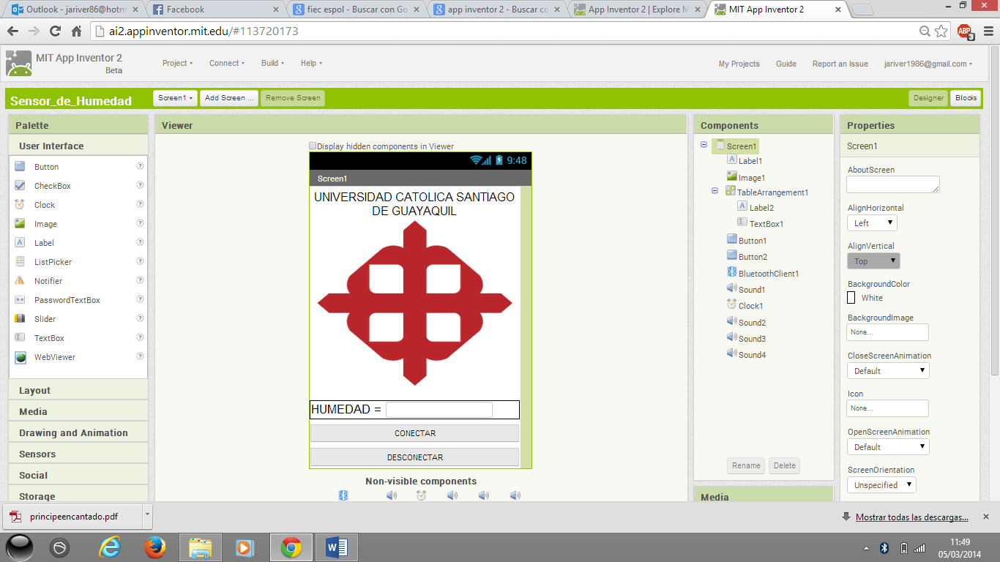 Outlook - jariver86@hotm
Facebook
fiec espol - Buscar con Go
app inventor 2 - Buscar co
App Inventor 2 | Explore M
MIT App Inventor 2
ai2.appinventor.mit.edu/#113720173
ABP
3
MIT App Inventor 2
Beta
Project
Connect
Build
Help
My Projects
Guide
Report an Issue
jariver1986@gmail.com
Sensor_de_Humedad
Screen1
Add Screen ...
Remove Screen
Designer
Blocks
Palette
User Interface
Button
CheckBox
Clock
Image
Label
ListPicker
Notifier
PasswordTextBox
Slider
TextBox
WebViewer
Layout
Media
Drawing and Animation
Sensors
Social
Storage
Viewer
Display hidden components in Viewer
9:48
Screen1
UNIVERSIDAD CATOLICA SANTIAGO
DE GUAYAQUIL
HUMEDAD =
CONECTAR
DESCONECTAR
Non-visible components
Components
Screen1
Label1
Image1
TableArrangement1
Label2
TextBox1
Button1
Button2
BluetoothClient1
Sound1
Clock1
Sound2
Sound3
Sound4
Rename
Delete
Media
Properties
Screen1
AboutScreen
AlignHorizontal
Left
AlignVertical
Top
BackgroundColor
White
BackgroundImage
None...
CloseScreenAnimation
Default
Icon
None...
OpenScreenAnimation
Default
ScreenOrientation
Unspecified
principeencantado.pdf
Mostrar todas las descargas...
11:49
05/03/2014